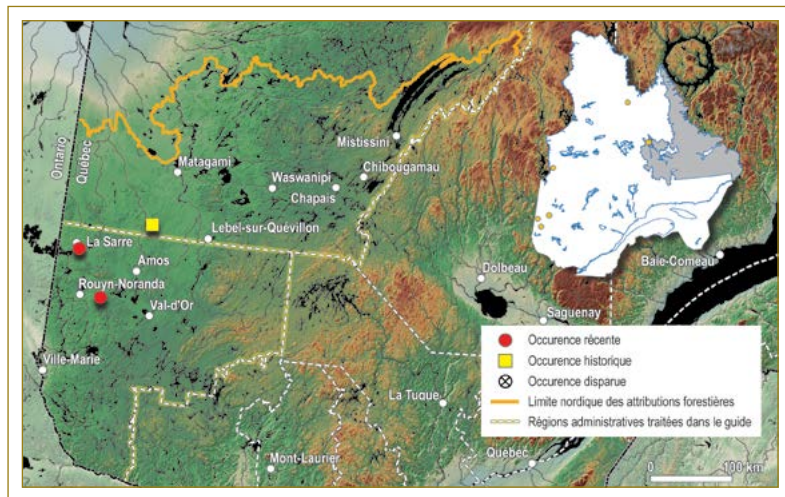 Ontario
Québec
Matagami
Mistissini
Waswanipi
Chibougamau
Chapais
La Sarre
Lebel-sur-Quévillon
Amos
Rouyn-Noranda
Val-d'Or
Ville-Marie
Dolbeau
Baie-Comeau
Saguenay
La Tuque
Mont-Laurier
Québec
Occurence récente
Occurence historique
Occurence disparue
Limite nordique des attributions forestières
Régions administratives traitées dans le guide
0 100 km